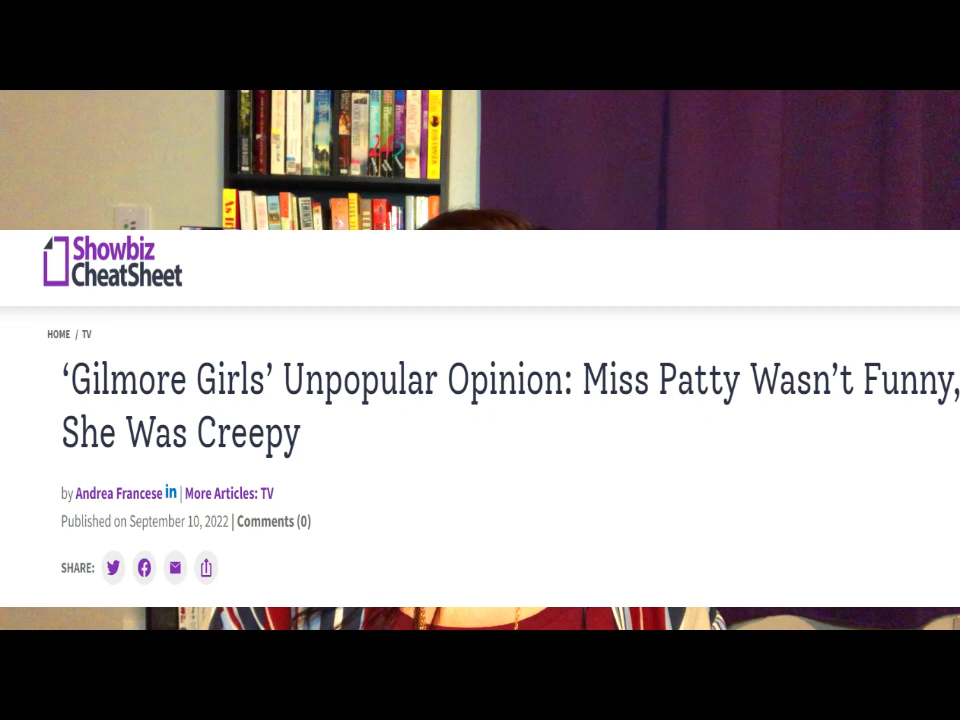 Showbiz
CheatSheet
HOME / TV
‘Gilmore Girls’ Unpopular Opinion: Miss Patty Wasn’t Funny,
She Was Creepy
by Andrea Francese in | More Articles: TV
Published on September 10, 2022 | Comments (0)
SHARE: